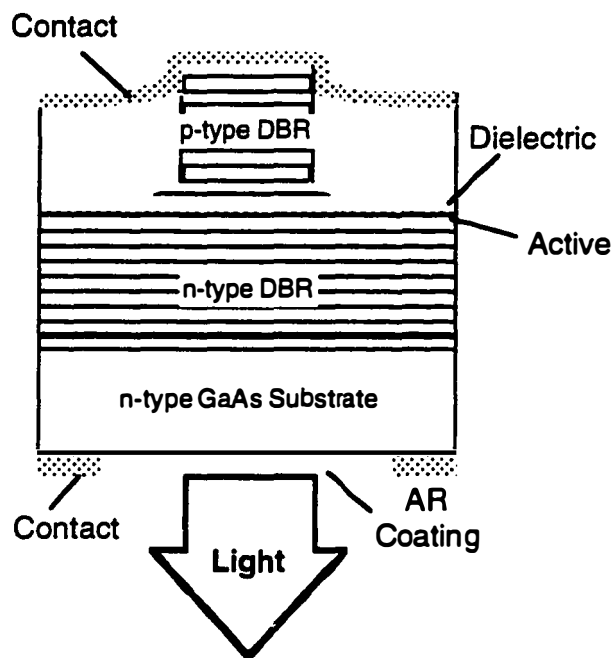 Contact
p-type DBR
Dielectric
Active
n-type DBR
n-type GaAs Substrate
Contact
AR
Coating
Light